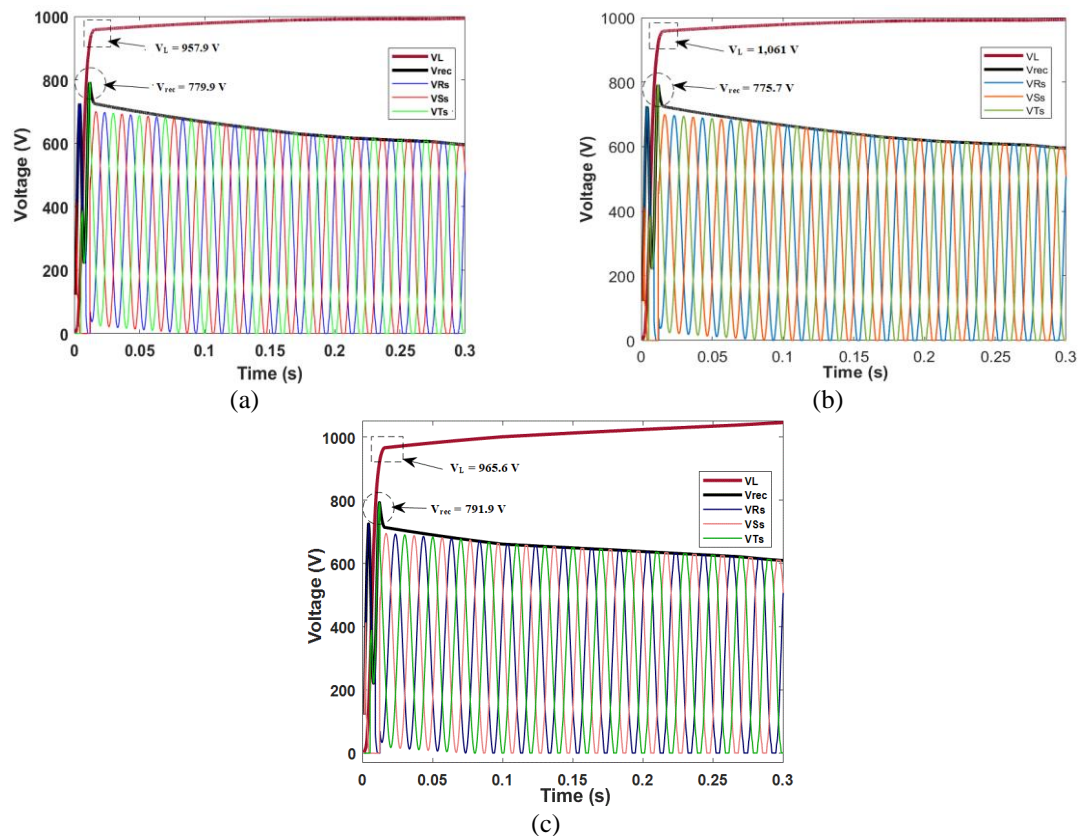 1000
800
600
400
200
0
Voltage (V)
V_L = 957.9 V
V_rec = 779.9 V
VL
Vrec
VRs
VSs
VTs
0 0.05 0.1 0.15 0.2 0.25 0.3
Time (s)
(a)
1000
800
600
400
200
0
Voltage (V)
V_L = 1,061 V
V_rec = 775.7 V
VL
Vrec
VRs
VSs
VTs
0 0.05 0.1 0.15 0.2 0.25 0.3
Time (s)
(b)
1000
800
600
400
200
0
Voltage (V)
V_L = 965.6 V
V_rec = 791.9 V
VL
Vrec
VRs
VSs
VTs
0 0.05 0.1 0.15 0.2 0.25 0.3
Time (s)
(c)